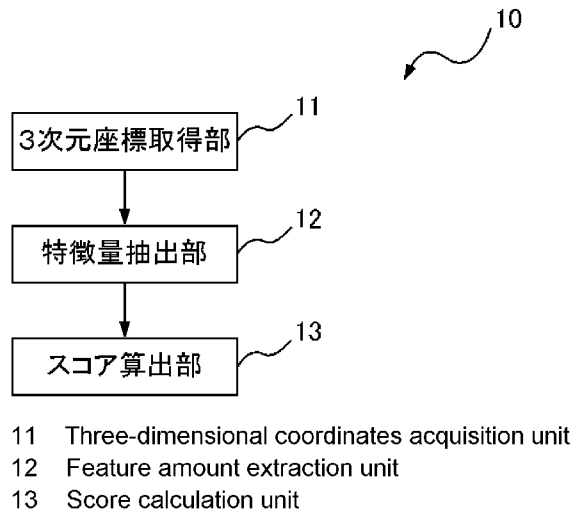 10
11
3次元座標取得部
12
特徴量抽出部
13
スコア算出部
11 Three-dimensional coordinates acquisition unit
12 Feature amount extraction unit
13 Score calculation unit